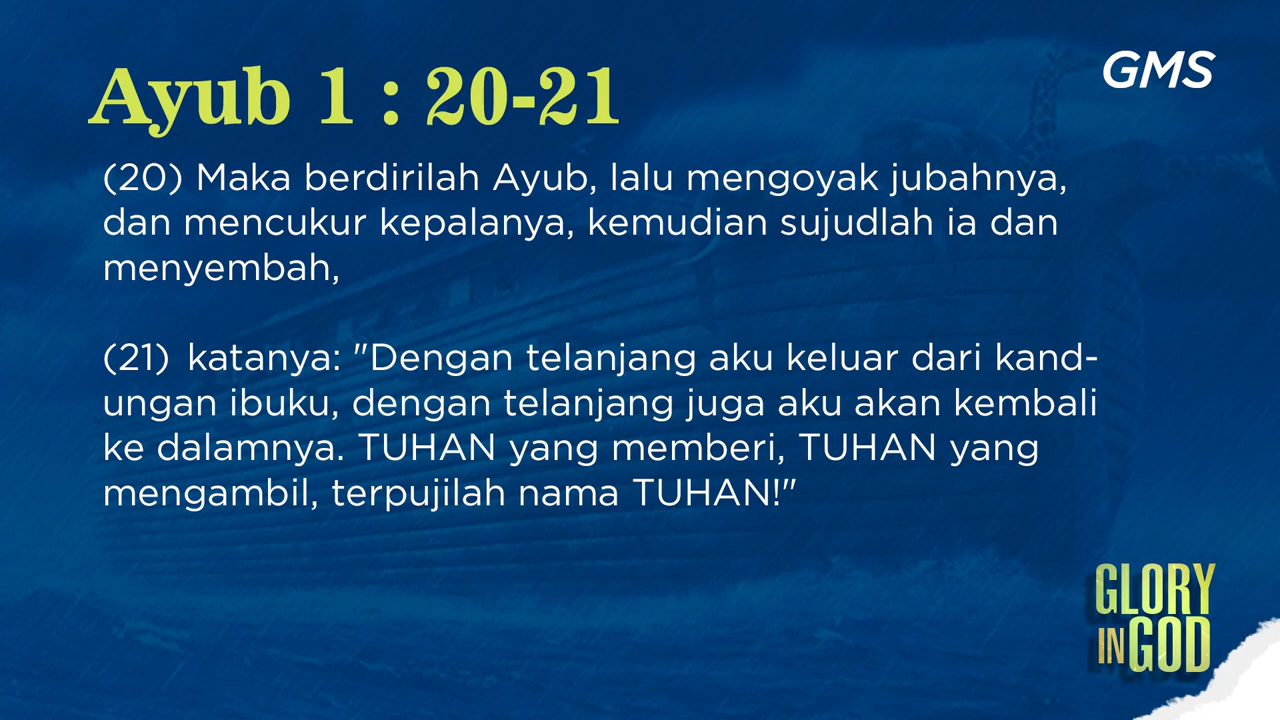 GMS
Ayub 1 : 20-21
(20) Maka berdirilah Ayub, lalu mengoyak jubahnya,
dan mencukur kepalanya, kemudian sujudlah ia dan
menyembah,
(21) katanya: "Dengan telanjang aku keluar dari kand-
ungan ibuku, dengan telanjang juga aku akan kembali
ke dalamnya. TUHAN yang memberi, TUHAN yang
mengambil, terpujilah nama TUHAN!"
GLORY
IN GOD